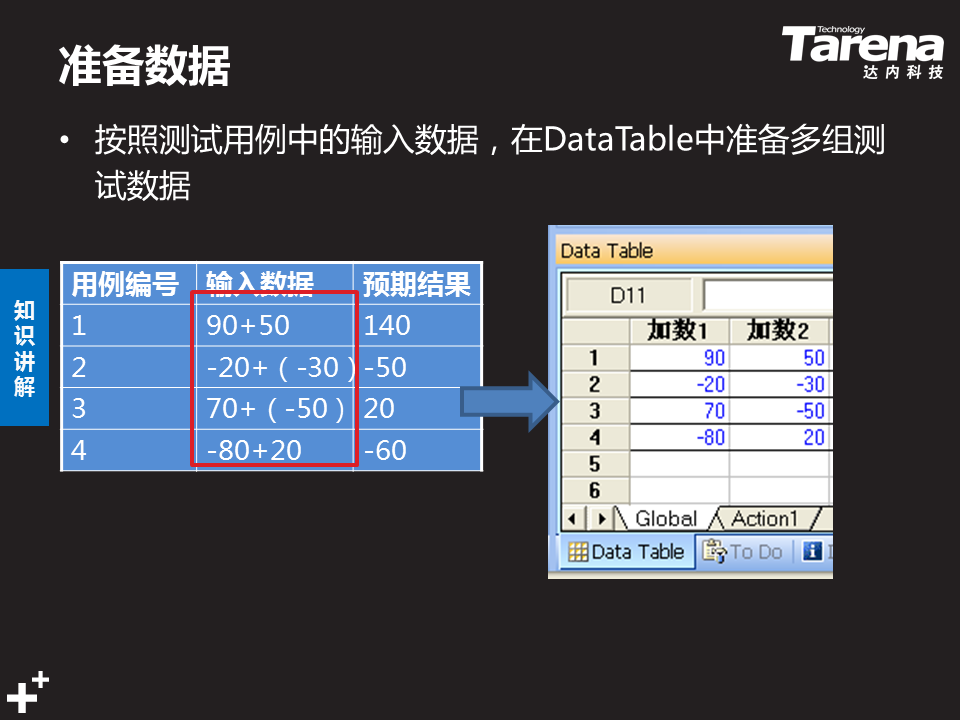 准备数据
Technology
Tarena
达内科技
• 按照测试用例中的输入数据，在DataTable中准备多组测
试数据
知识讲解
用例编号 输入数据 预期结果
1 90+50 140
2 -20+（-30） -50
3 70+（-50） 20
4 -80+20 -60
Data Table
D11
加数1 加数2
1 90 50
2 -20 -30
3 70 -50
4 -80 20
5
6
Global Action1
Data Table To Do